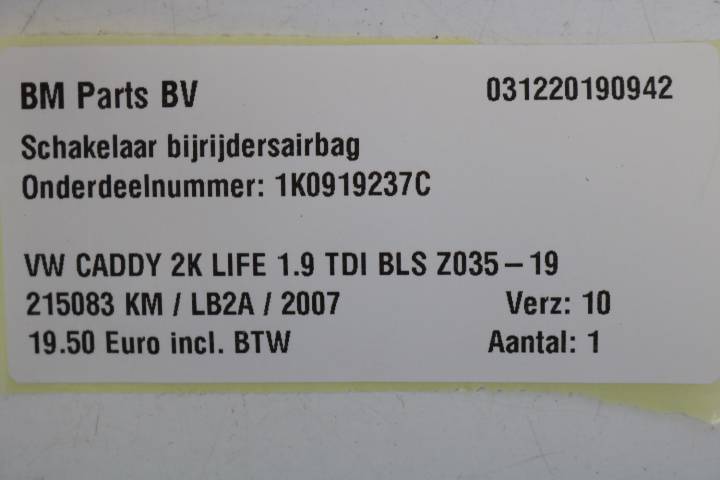 BM Parts BV 031220190942
Schakelaar bijrijdersairbag
Onderdeelnummer: 1K0919237C
VW CADDY 2K LIFE 1.9 TDI BLS Z035-19
215083 KM / LB2A / 2007 Verz: 10
19.50 Euro incl. BTW Aantal: 1